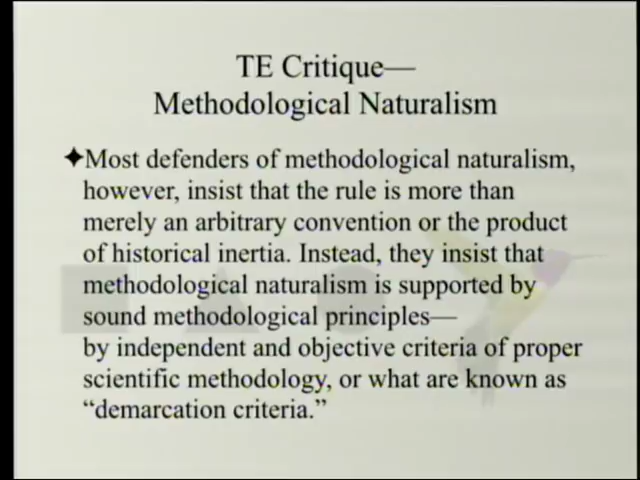 TE Critique—
Methodological Naturalism
✦Most defenders of methodological naturalism,
however, insist that the rule is more than
merely an arbitrary convention or the product
of historical inertia. Instead, they insist that
methodological naturalism is supported by
sound methodological principles—
by independent and objective criteria of proper
scientific methodology, or what are known as
“demarcation criteria.”